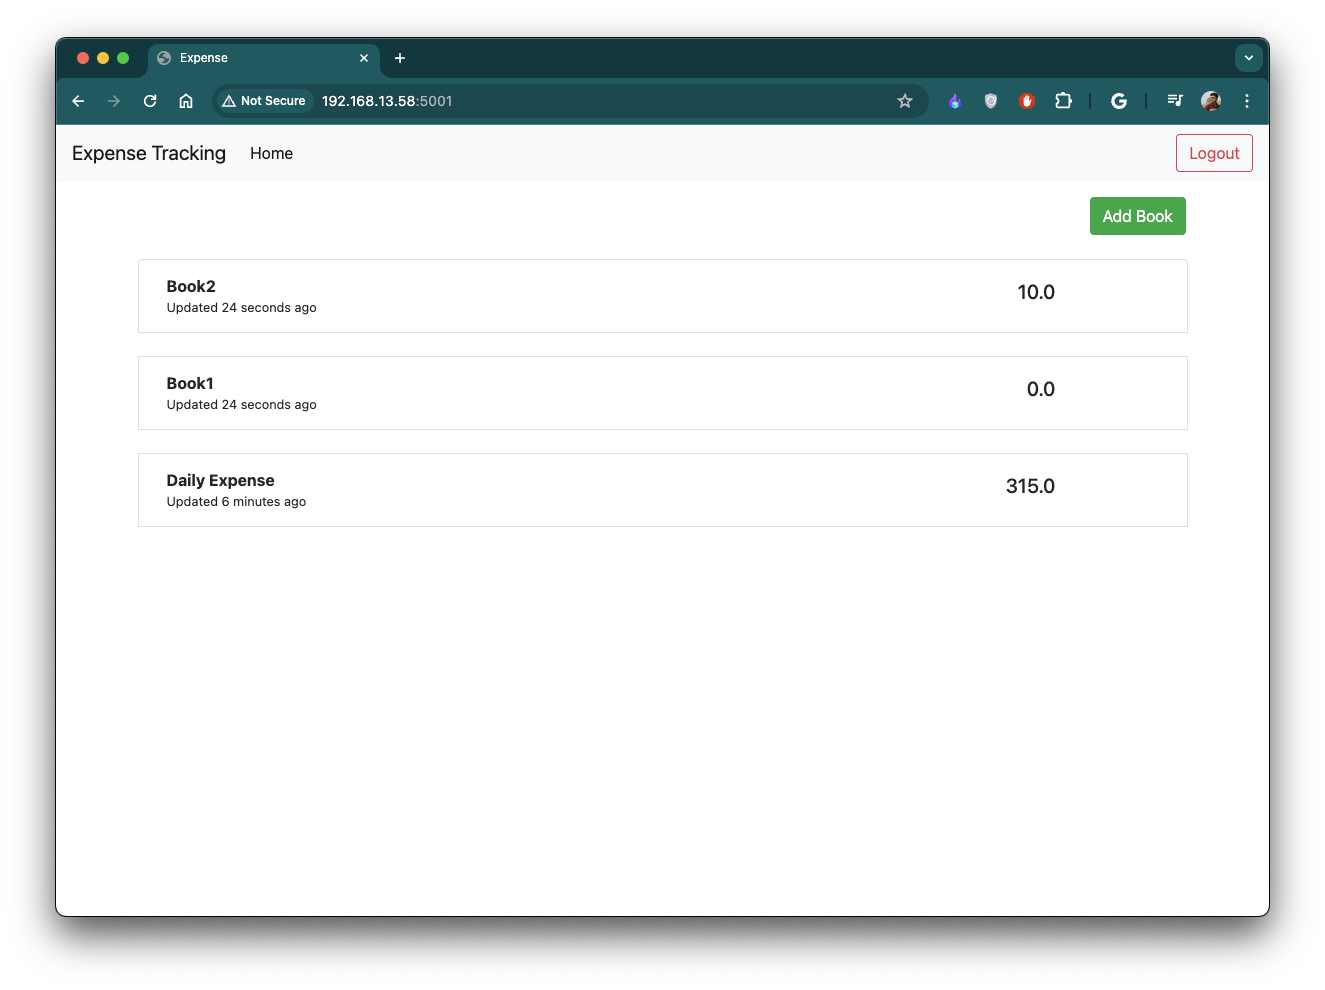 Expense
Not Secure 192.168.13.58:5001
Expense Tracking Home Logout
Add Book
Book2
Updated 24 seconds ago
10.0
Book1
Updated 24 seconds ago
0.0
Daily Expense
Updated 6 minutes ago
315.0